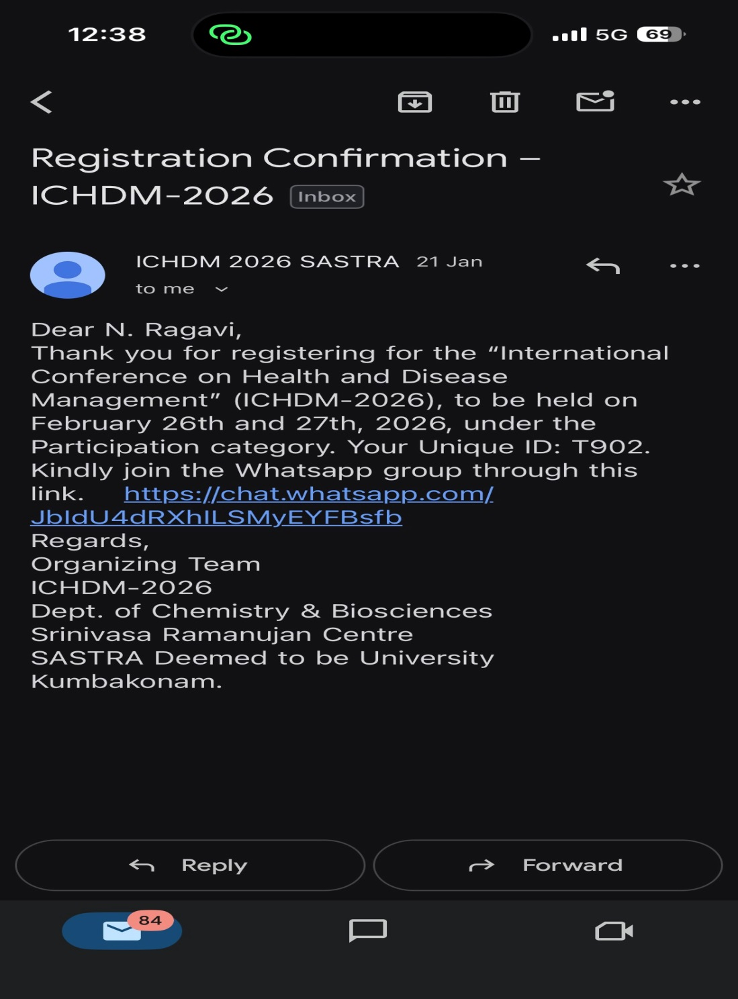 12:38
5G 69
Registration Confirmation –
ICHDM-2026 Inbox
ICHDM 2026 SASTRA 21 Jan
to me
Dear N. Ragavi,
Thank you for registering for the “International
Conference on Health and Disease
Management” (ICHDM-2026), to be held on
February 26th and 27th, 2026, under the
Participation category. Your Unique ID: T902.
Kindly join the Whatsapp group through this
link. https://chat.whatsapp.com/
JbIdU4dRXhILSMyEYFBsfb
Regards,
Organizing Team
ICHDM-2026
Dept. of Chemistry & Biosciences
Srinivasa Ramanujan Centre
SASTRA Deemed to be University
Kumbakonam.
Reply
Forward
84